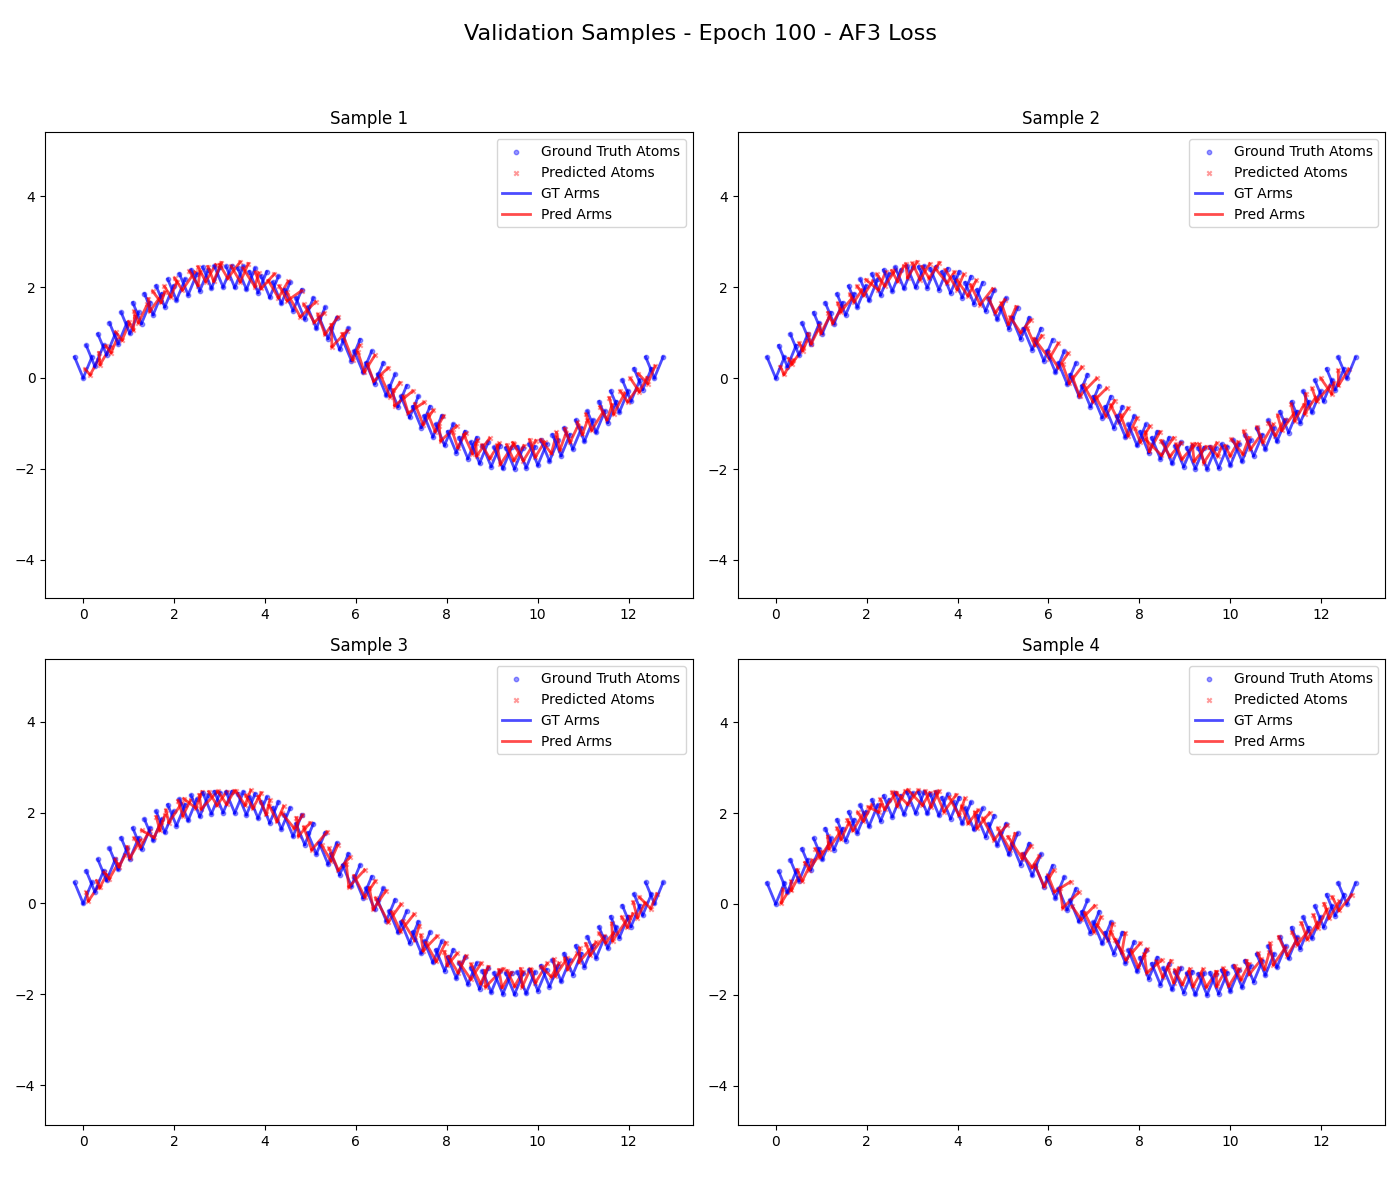 Validation Samples - Epoch 100 - AF3 Loss
Sample 1
Ground Truth Atoms
Predicted Atoms
GT Arms
Pred Arms
4
2
0
−2
−4
0 2 4 6 8 10 12
Sample 2
Ground Truth Atoms
Predicted Atoms
GT Arms
Pred Arms
4
2
0
−2
−4
0 2 4 6 8 10 12
Sample 3
Ground Truth Atoms
Predicted Atoms
GT Arms
Pred Arms
4
2
0
−2
−4
0 2 4 6 8 10 12
Sample 4
Ground Truth Atoms
Predicted Atoms
GT Arms
Pred Arms
4
2
0
−2
−4
0 2 4 6 8 10 12